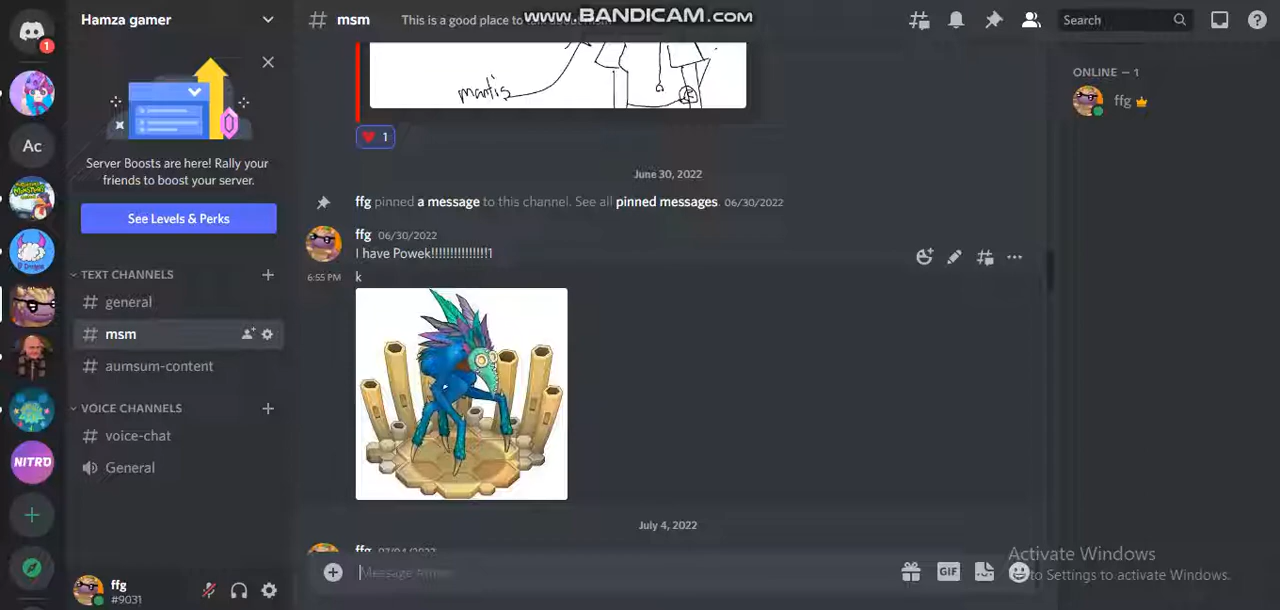 www.BANDICAM.com
Hamza gamer
msm
This is a good place to
Search
1
Ac
NITRO
Server Boosts are here! Rally your
friends to boost your server.
See Levels & Perks
TEXT CHANNELS
general
msm
aumsum-content
VOICE CHANNELS
voice-chat
General
ffg
#9031
mantis
1
June 30, 2022
ffg pinned a message to this channel. See all pinned messages. 06/30/2022
ffg 06/30/2022
I have Powek!!!!!!!!!!!!!!!1
6:55 PM k
July 4, 2022
ffg 07/04/2022
Message #msm
GIF
ONLINE — 1
ffg
Activate Windows
to Settings to activate Windows.